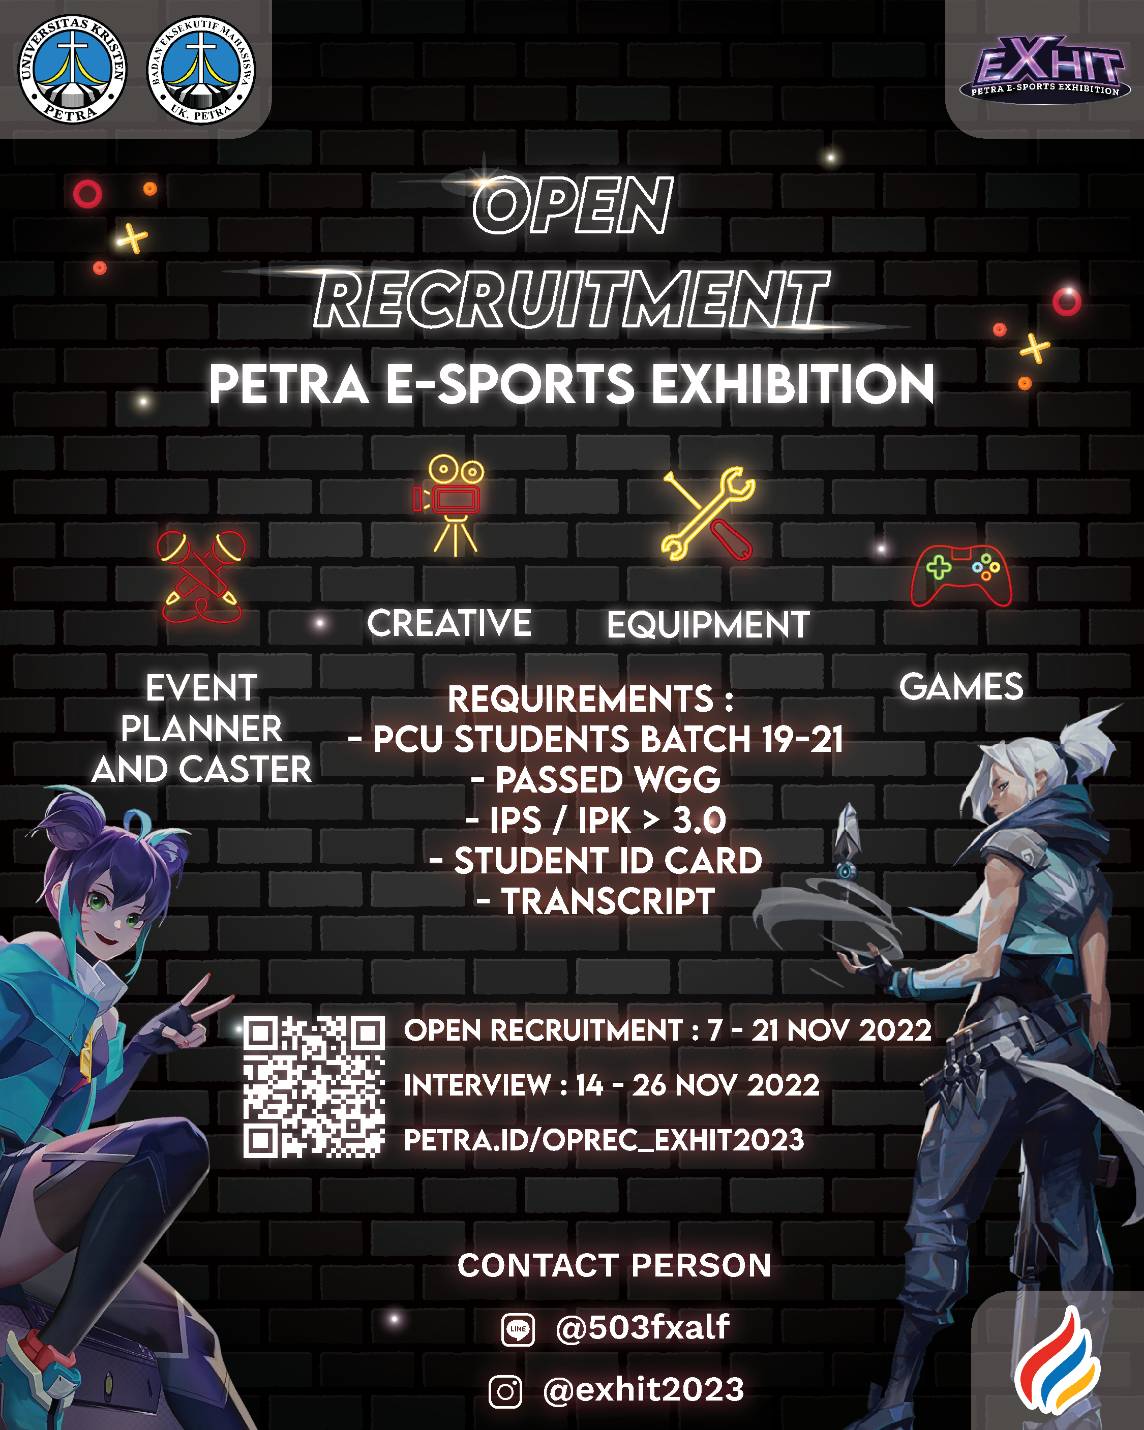 UNIVERSITAS KRISTEN
PETRA
BADAN EKSEKUTIF MAHASISWA
UK. PETRA
EXHIT
PETRA E-SPORTS EXHIBITION
OPEN
RECRUITMENT
PETRA E-SPORTS EXHIBITION
EVENT
PLANNER
AND CASTER
CREATIVE
EQUIPMENT
GAMES
REQUIREMENTS :
- PCU STUDENTS BATCH 19-21
- PASSED WGG
- IPS / IPK > 3.0
- STUDENT ID CARD
- TRANSCRIPT
OPEN RECRUITMENT : 7 - 21 NOV 2022
INTERVIEW : 14 - 26 NOV 2022
PETRA.ID/OPREC_EXHIT2023
CONTACT PERSON
LINE @503fxalf
@exhit2023